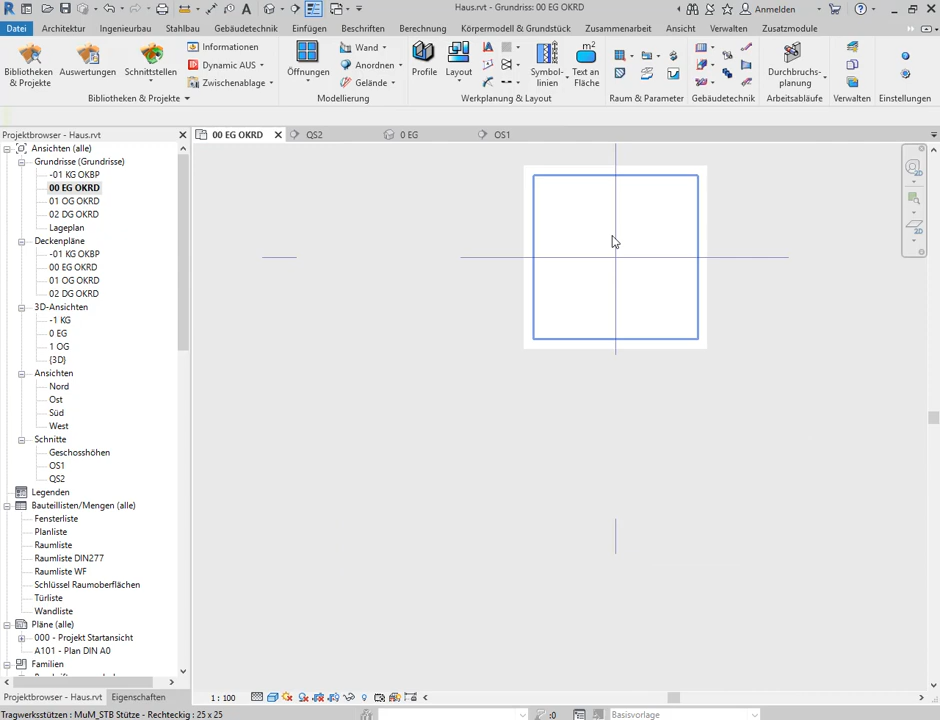 Haus.rvt - Grundriss: 00 EG OKRD
Anmelden
Datei Architektur Ingenieurbau Stahlbau Gebäudetechnik Einfügen Beschriften Berechnung Körpermodell & Grundstück Zusammenarbeit Ansicht Verwalten Zusatzmodule
Bibliotheken & Projekte
Auswertungen
Schnittstellen
Informationen
Dynamic AUS
Zwischenablage
Bibliotheken & Projekte
Öffnungen
Wand
Anordnen
Gelände
Modellierung
Profile
Layout
Symbol-linien
Text an Fläche
Werkplanung & Layout
Raum & Parameter
Gebäudetechnik
Durchbruchs-planung
Arbeitsabläufe
Verwalten
Einstellungen
Projektbrowser - Haus.rvt
00 EG OKRD
QS2
0 EG
OS1
Ansichten (alle)
Grundrisse (Grundrisse)
-01 KG OKBP
00 EG OKRD
01 OG OKRD
02 DG OKRD
Lageplan
Deckenpläne
-01 KG OKBP
00 EG OKRD
01 OG OKRD
02 DG OKRD
3D-Ansichten
-1 KG
0 EG
1 OG
{3D}
Ansichten
Nord
Ost
Süd
West
Schnitte
Geschosshöhen
OS1
QS2
Legenden
Bauteillisten/Mengen (alle)
Fensterliste
Planliste
Raumliste
Raumliste DIN277
Raumliste WF
Schlüssel Raumoberflächen
Türliste
Wandliste
Pläne (alle)
000 - Projekt Startansicht
A101 - Plan DIN A0
Familien
2D
2D
Projektbrowser - Haus.rvt Eigenschaften
1 : 100
Tragwerksstützen : MuM_STB Stütze - Rechteckig : 25 x 25
:0
Basisvorlage